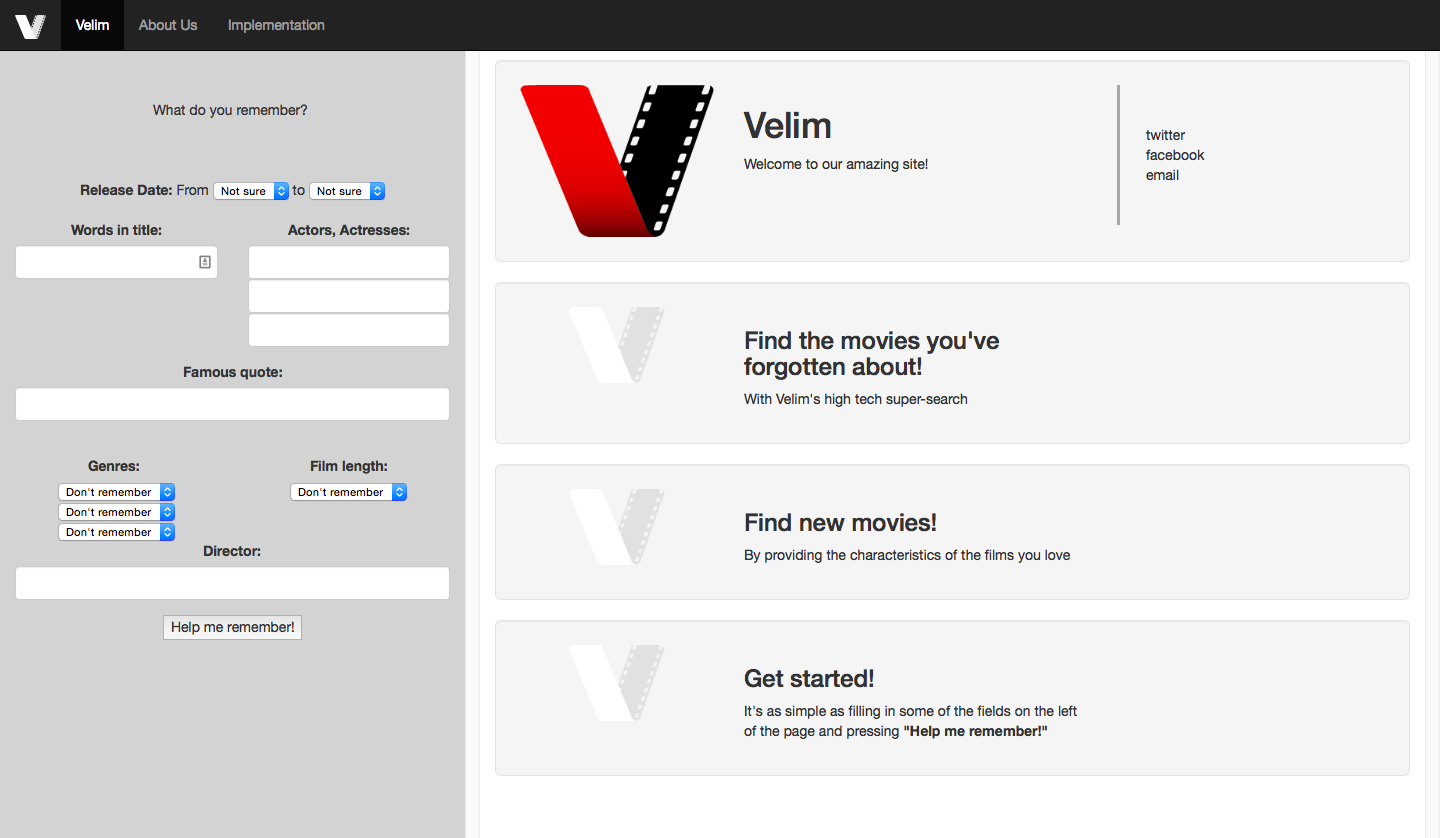 Velim About Us Implementation
What do you remember?
Release Date: From Not sure to Not sure
Words in title: Actors, Actresses:
Famous quote:
Genres: Film length:
Don't remember Don't remember
Don't remember
Don't remember
Director:
Help me remember!
Velim
Welcome to our amazing site!
twitter
facebook
email
Find the movies you've
forgotten about!
With Velim's high tech super-search
Find new movies!
By providing the characteristics of the films you love
Get started!
It's as simple as filling in some of the fields on the left
of the page and pressing "Help me remember!"